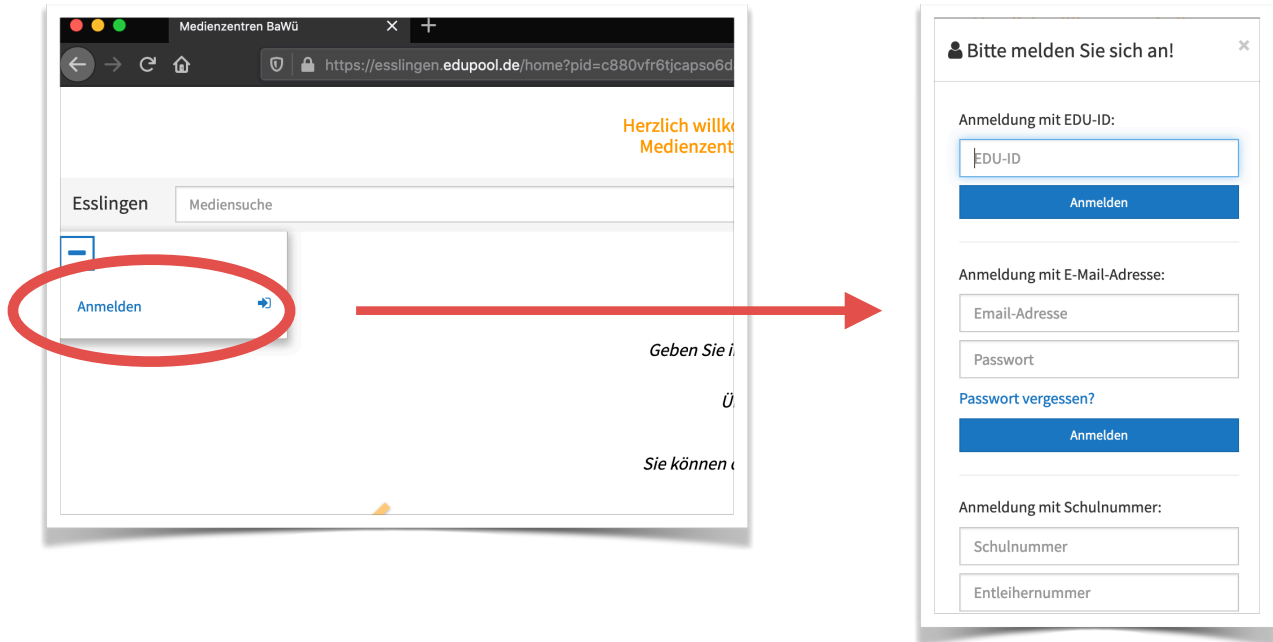 Medienzentren BaWü
https://esslingen.edupool.de/home?pid=c880vfr6tjcapso6d
Herzlich willk
Medienzent
Esslingen
Mediensuche
Anmelden
Geben Sie i
Ü
Sie können
Bitte melden Sie sich an!
Anmeldung mit EDU-ID:
EDU-ID
Anmelden
Anmeldung mit E-Mail-Adresse:
Email-Adresse
Passwort
Passwort vergessen?
Anmelden
Anmeldung mit Schulnummer:
Schulnummer
Entleihernummer